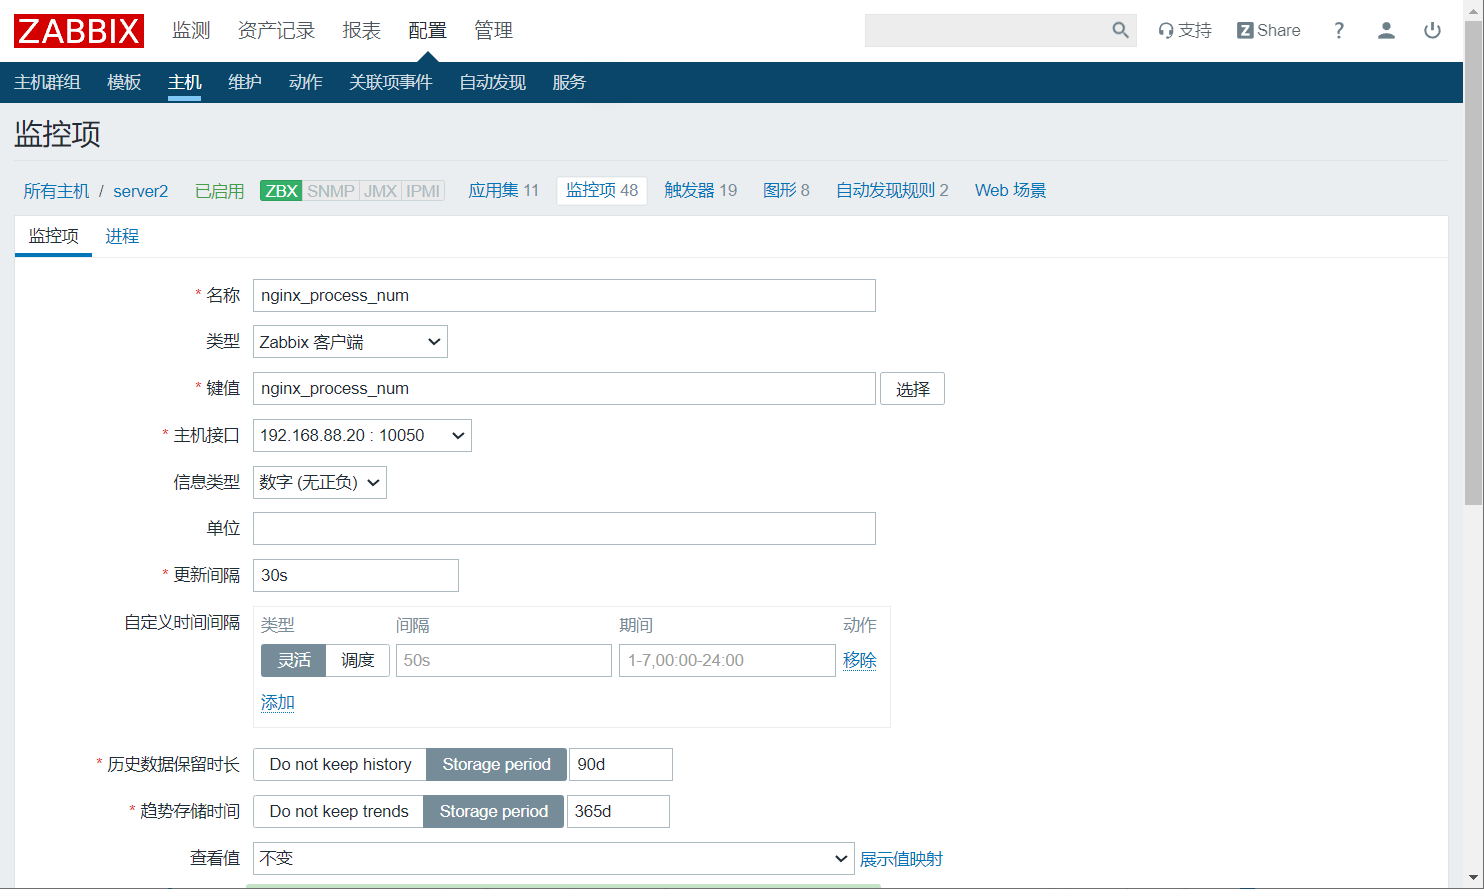 ZABBIX 监测 资产记录 报表 配置 管理 支持 Z Share ?
主机群组 模板 主机 维护 动作 关联项事件 自动发现 服务
监控项
所有主机 / server2 已启用 ZBX SNMP JMX IPMI 应用集 11 监控项 48 触发器 19 图形 8 自动发现规则 2 Web 场景
监控项 进程
* 名称 nginx_process_num
类型 Zabbix 客户端
* 键值 nginx_process_num 选择
* 主机接口 192.168.88.20 : 10050
信息类型 数字 (无正负)
单位
* 更新间隔 30s
自定义时间间隔 类型 间隔 期间 动作
灵活 调度 50s 1-7,00:00-24:00 移除
添加
* 历史数据保留时长 Do not keep history Storage period 90d
* 趋势存储时间 Do not keep trends Storage period 365d
查看值 不变 展示值映射